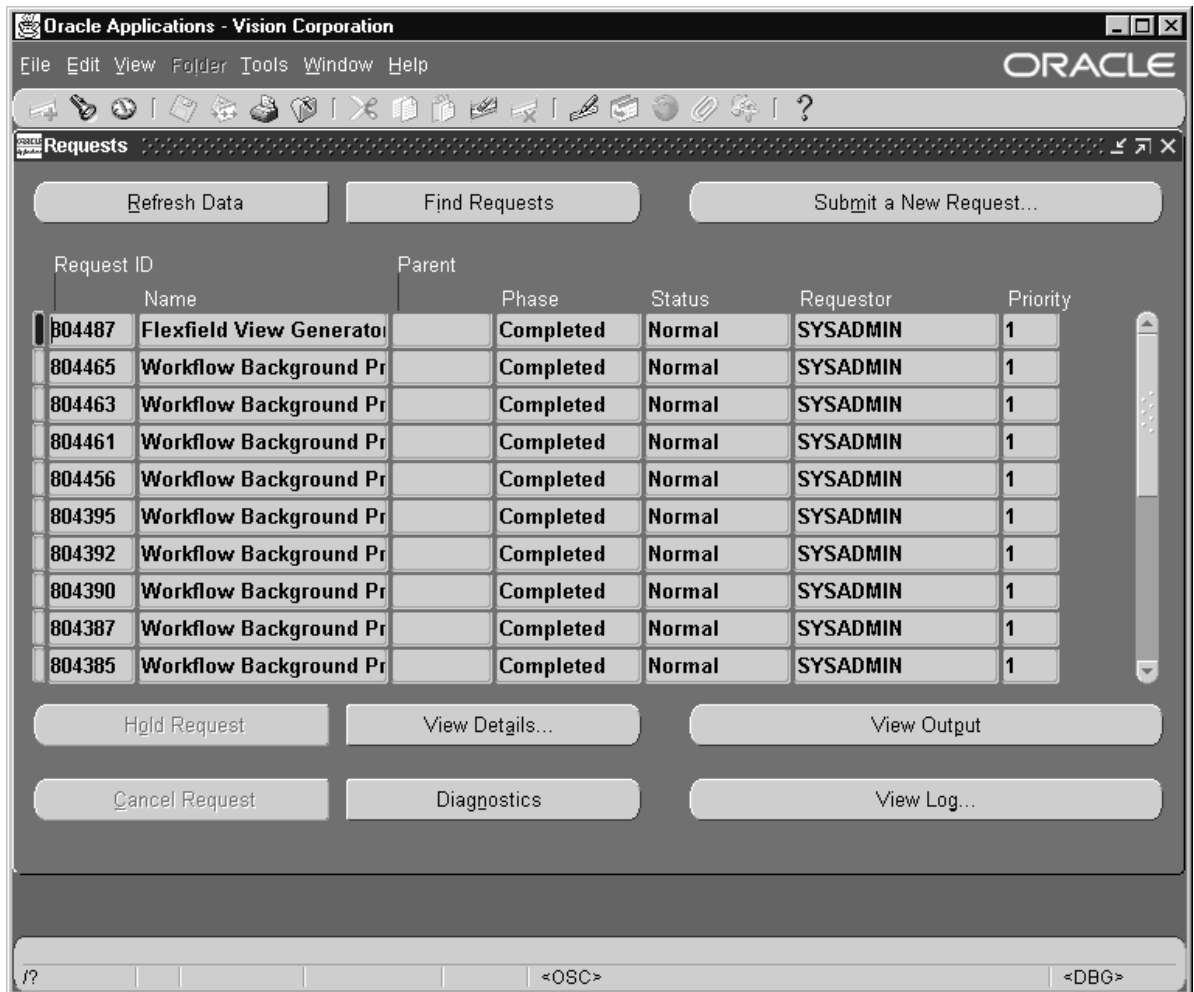 Oracle Applications - Vision Corporation
File Edit View Folder Tools Window Help
ORACLE
?
Requests
Refresh Data Find Requests Submit a New Request...
Request ID Parent
Name Phase Status Requestor Priority
804487 Flexfield View Generator Completed Normal SYSADMIN 1
804465 Workflow Background Pr Completed Normal SYSADMIN 1
804463 Workflow Background Pr Completed Normal SYSADMIN 1
804461 Workflow Background Pr Completed Normal SYSADMIN 1
804456 Workflow Background Pr Completed Normal SYSADMIN 1
804395 Workflow Background Pr Completed Normal SYSADMIN 1
804392 Workflow Background Pr Completed Normal SYSADMIN 1
804390 Workflow Background Pr Completed Normal SYSADMIN 1
804387 Workflow Background Pr Completed Normal SYSADMIN 1
804385 Workflow Background Pr Completed Normal SYSADMIN 1
Hold Request View Details... View Output
Cancel Request Diagnostics View Log...
/? <OSC> <DBG>